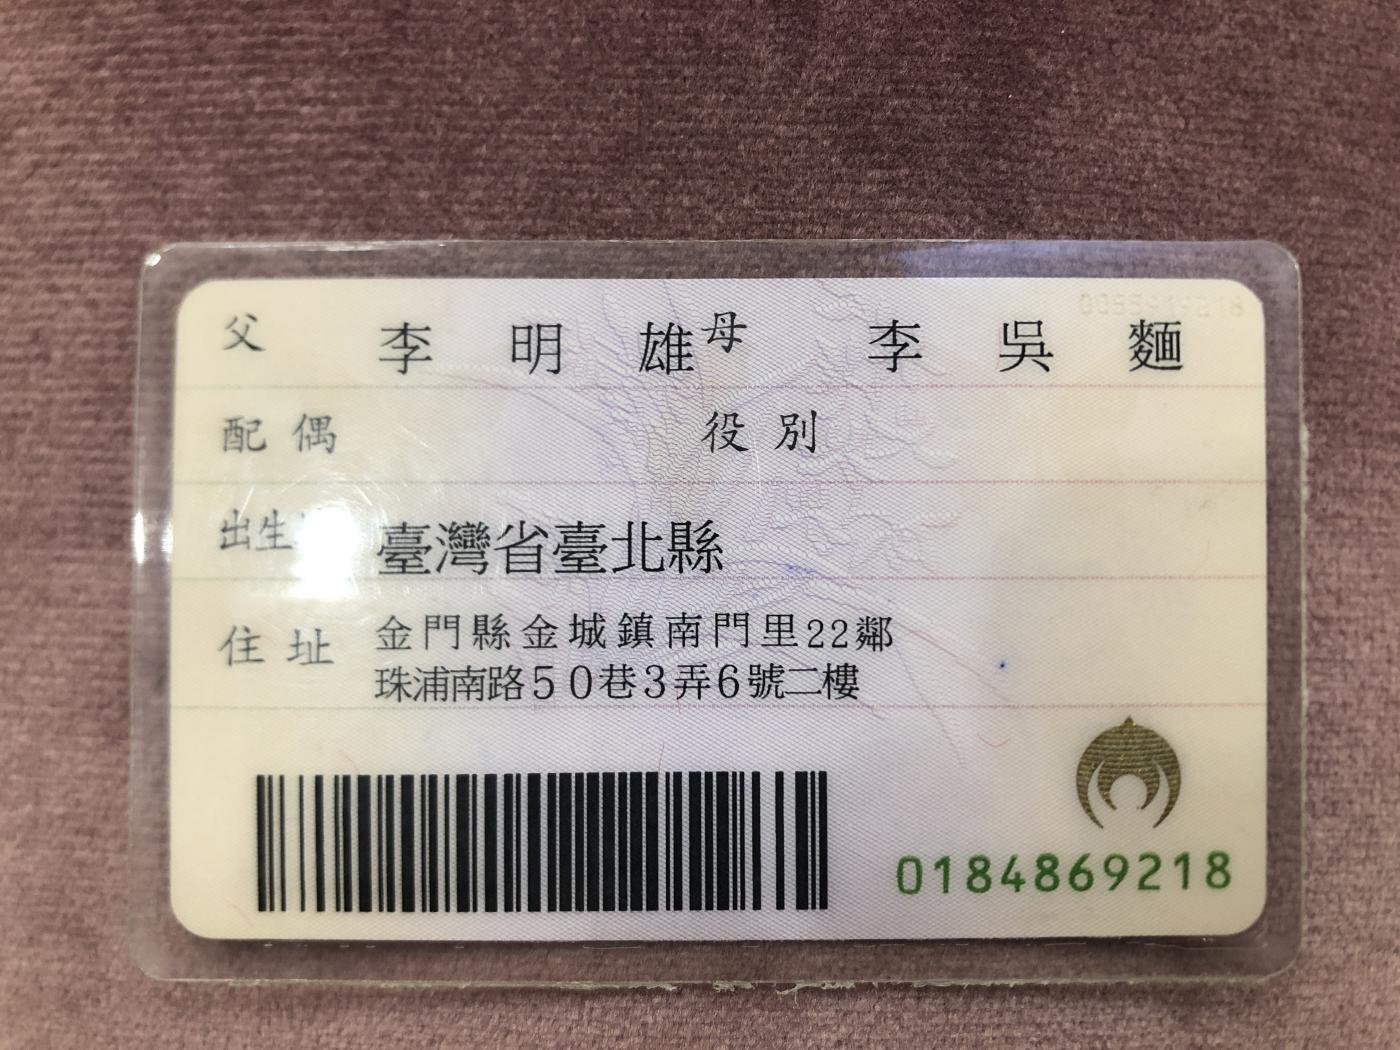 父 李明雄 母 李吳麵
配偶 役別
出生 臺灣省臺北縣
住址 金門縣金城鎮南門里22鄰
珠浦南路50巷3弄6號二樓
0184869218